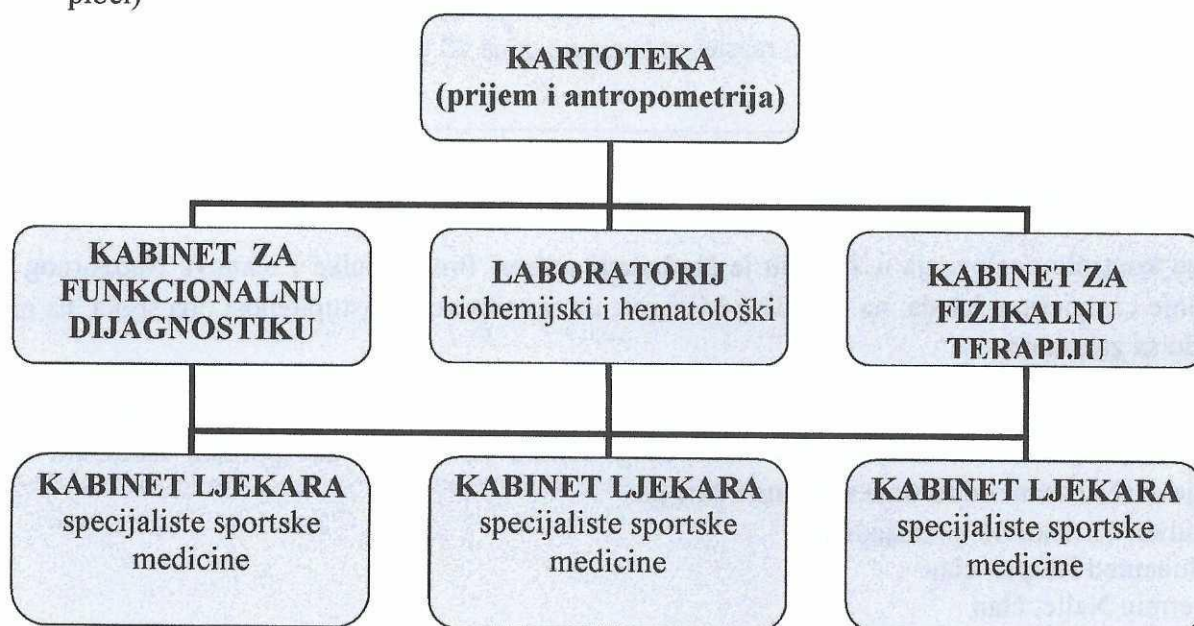 KARTOTEKA
(prijem i antropometrija)
KABINET ZA
FUNKCIONALNU
DIJAGNOSTIKU
LABORATORIJ
biohemijski i hematološki
KABINET ZA
FIZIKALNU
TERAPIJU
KABINET LJEKARA
specijaliste sportske
medicine
KABINET LJEKARA
specijaliste sportske
medicine
KABINET LJEKARA
specijaliste sportske
medicine